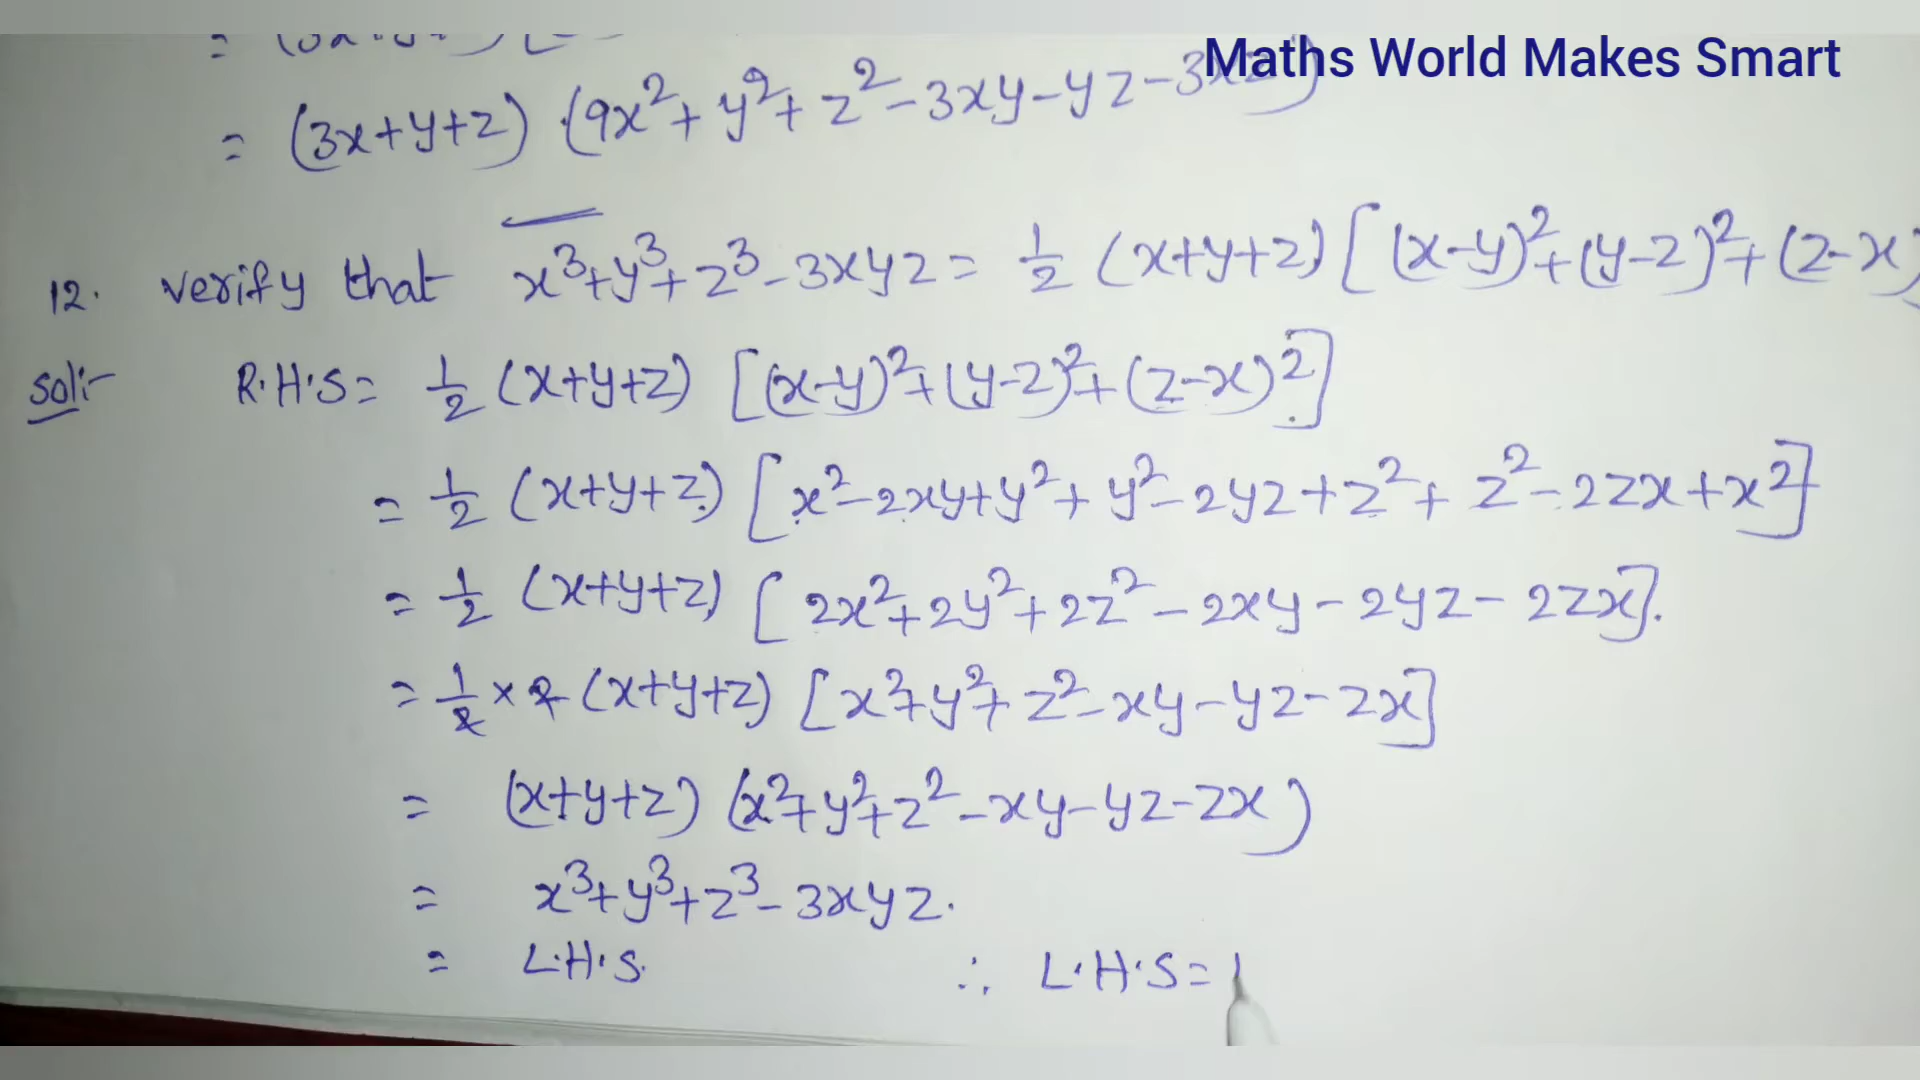 Maths World Makes Smart
= (3x+y+z) (9x²+y²+z²-3xy-yz-3xz)
12. verify that x³+y³+z³-3xyz = 1/2 (x+y+z) [(x-y)²+(y-z)²+(z-x)
Sol:- R.H.S = 1/2 (x+y+z) [(x-y)²+(y-z)²+(z-x)²]
= 1/2 (x+y+z) [x²-2xy+y²+y²-2yz+z²+z²-2zx+x²]
= 1/2 (x+y+z) [2x²+2y²+2z²-2xy-2yz-2zx].
= 1/2 × 2 (x+y+z) [x²+y²+z²-xy-yz-zx]
= (x+y+z) (x²+y²+z²-xy-yz-zx)
= x³+y³+z³-3xyz.
= L.H.S. ∴ L.H.S =